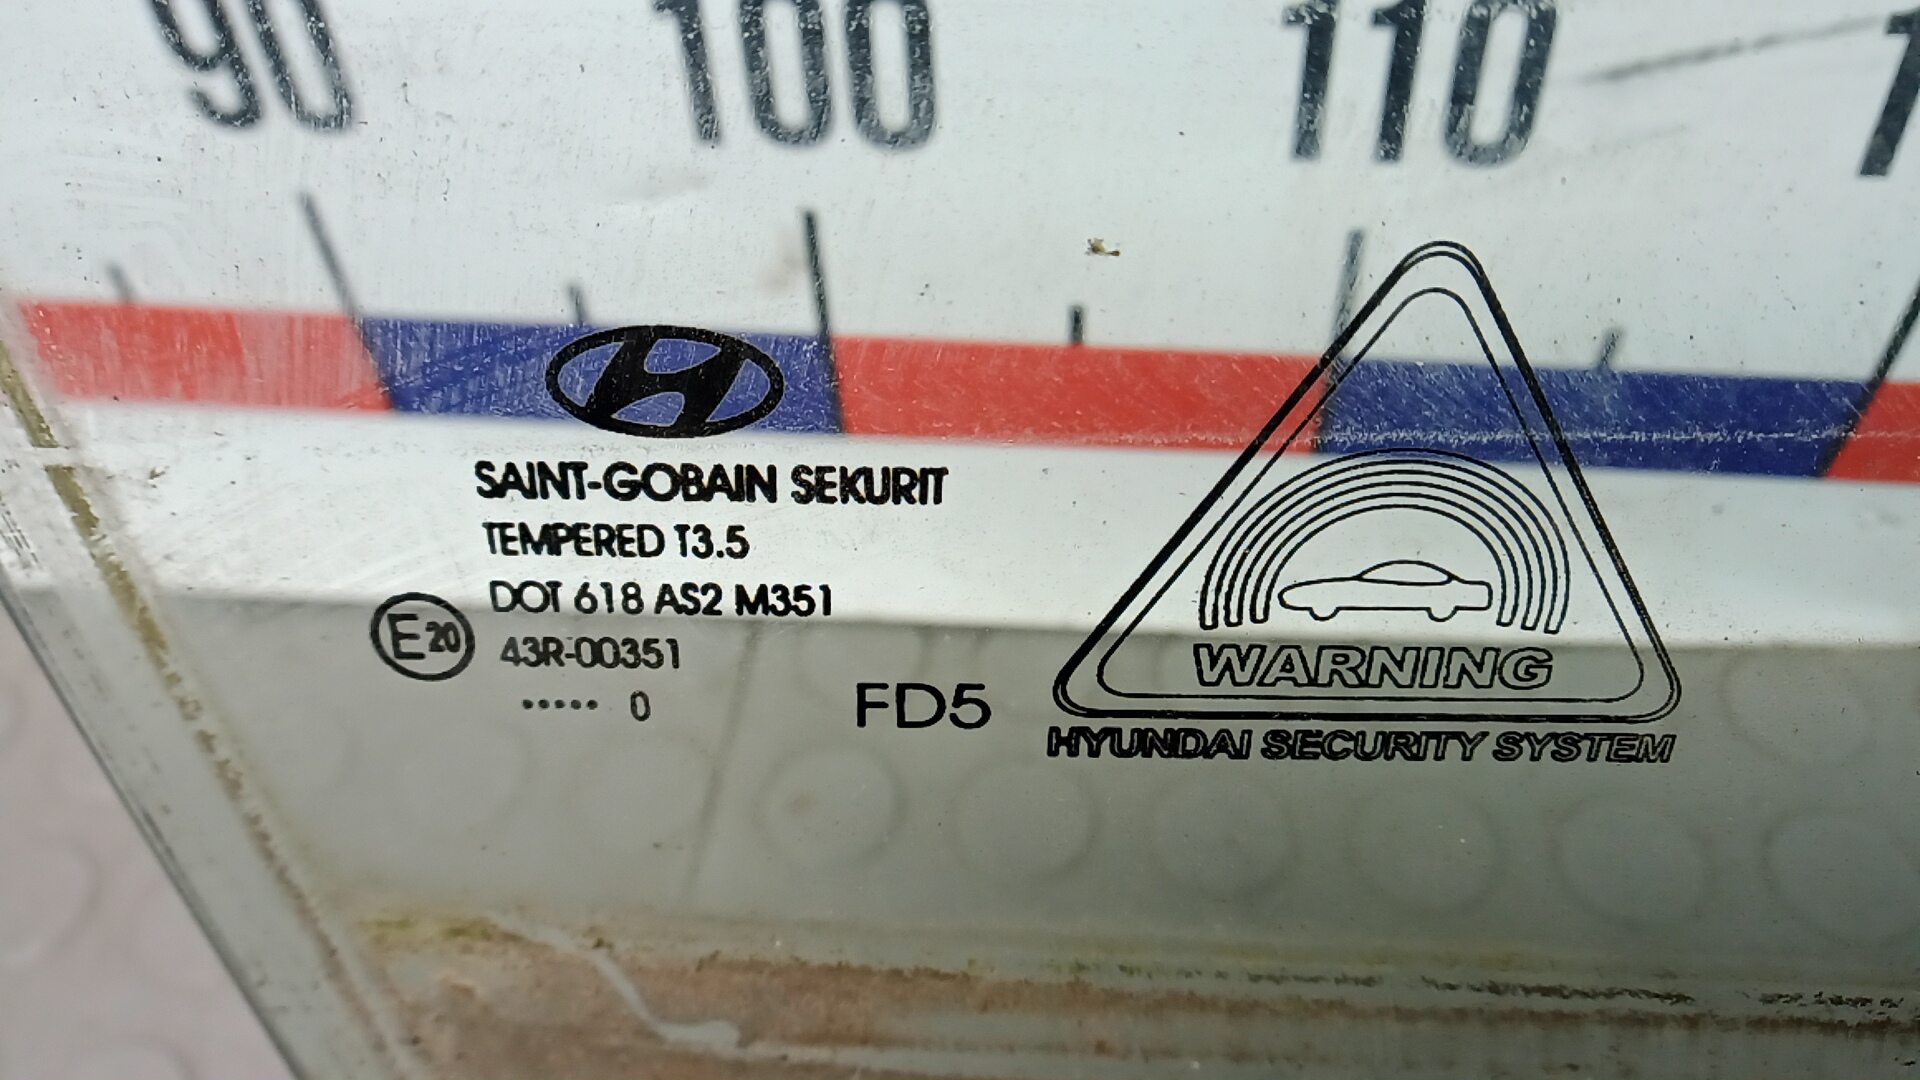 90 100 110
SAINT-GOBAIN SEKURIT
TEMPERED T3.5
DOT 618 AS2 M351
E20 43R-00351
..... 0
FD5
WARNING
HYUNDAI SECURITY SYSTEM